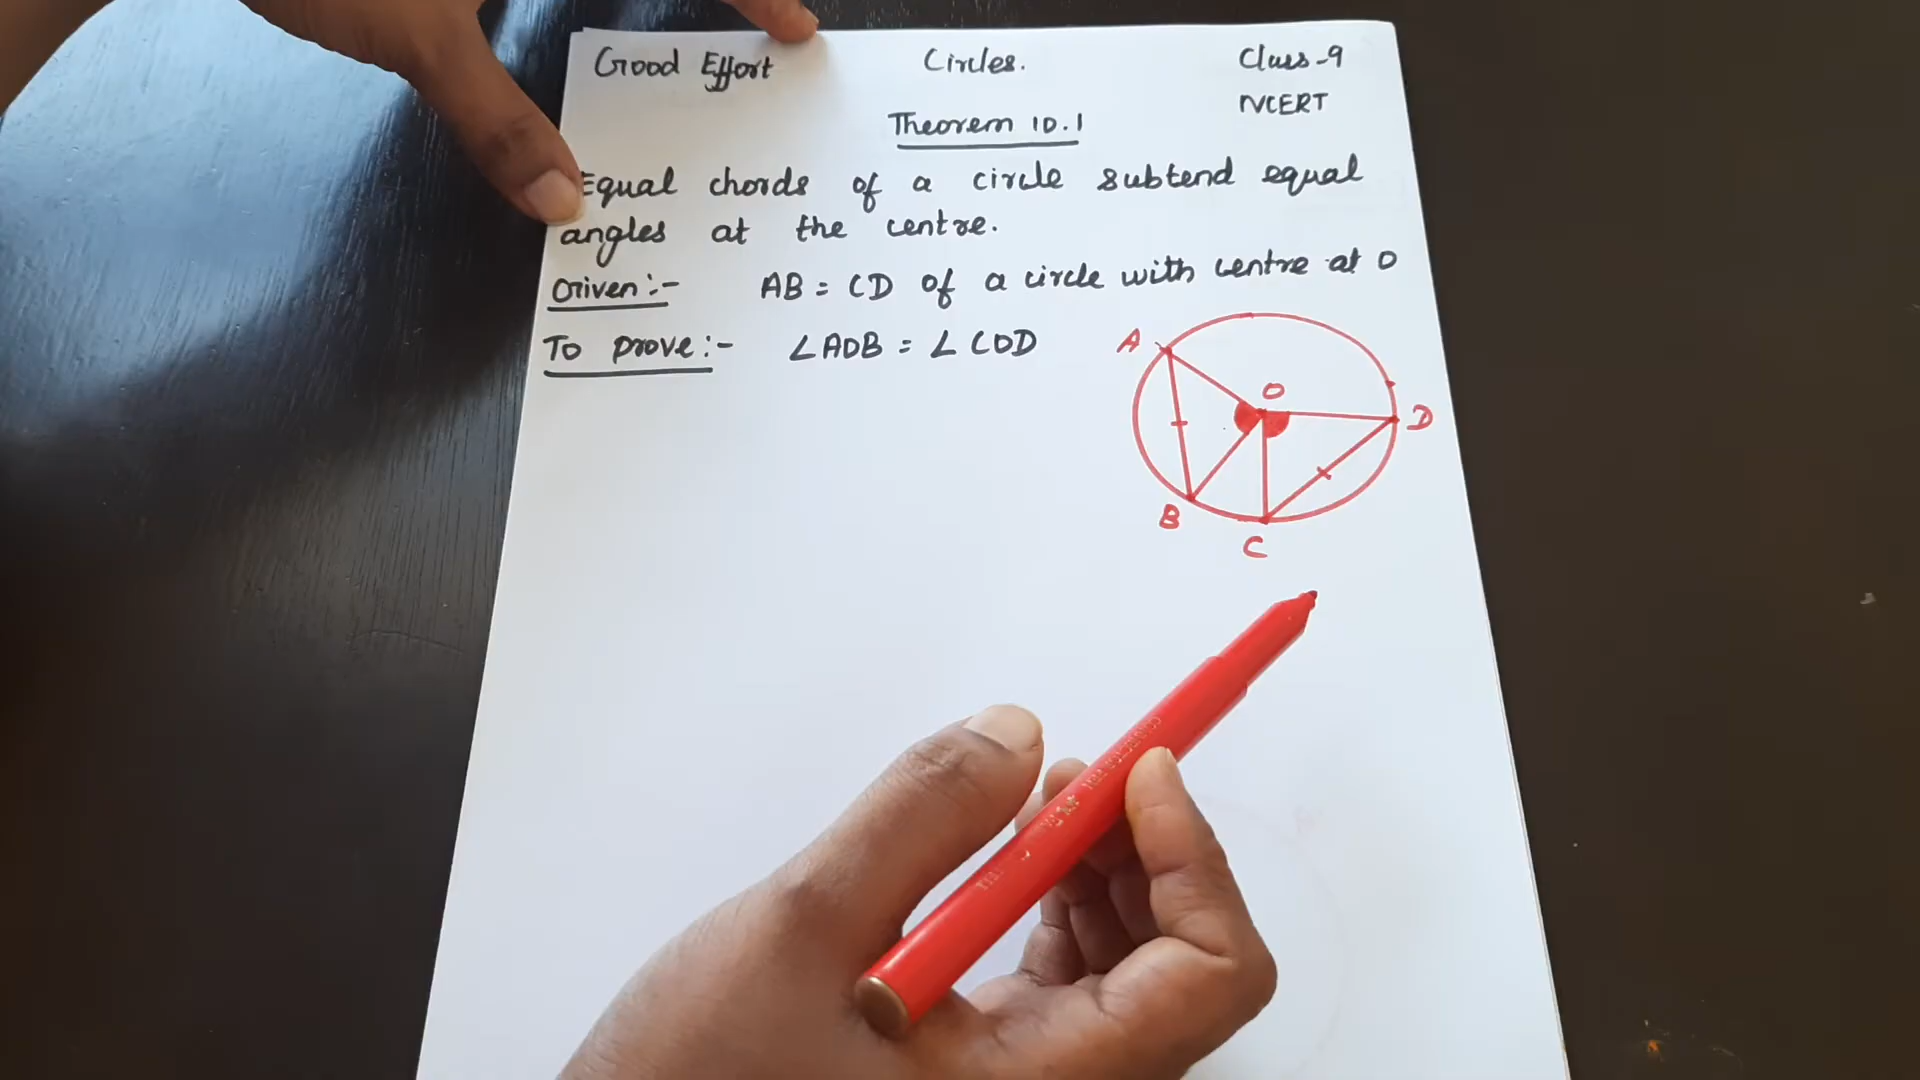 Good Effort Circles. Class-9
NCERT
Theorem 10.1
Equal chords of a circle subtend equal
angles at the centre.
Given:- AB = CD of a circle with centre at O
To prove:- ∠AOB = ∠COD
A
O
D
B
C